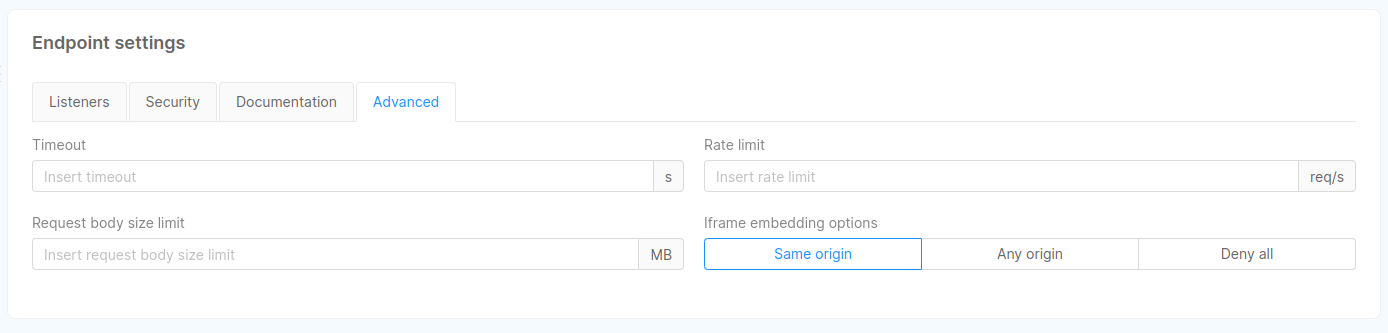 Endpoint settings
Listeners Security Documentation Advanced
Timeout Rate limit
Insert timeout s Insert rate limit req/s
Request body size limit Iframe embedding options
Insert request body size limit MB Same origin Any origin Deny all